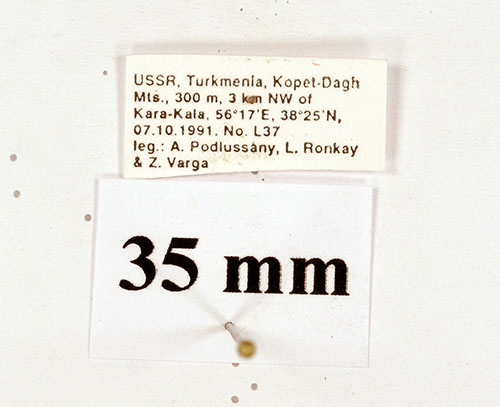 USSR, Turkmenia, Kopet-Dagh
Mts., 300 m, 3 km NW of
Kara-Kala, 56°17'E, 38°25'N,
07.10.1991. No. L37
leg.: A. Podlussány, L. Ronkay
& Z. Varga
35 mm